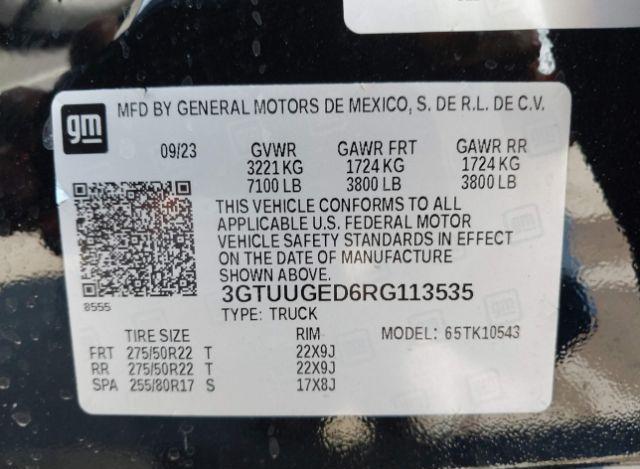 gm MFD BY GENERAL MOTORS DE MEXICO, S. DE R.L. DE C.V.
09/23 GVWR GAWR FRT GAWR RR
3221 KG 1724 KG 1724 KG
7100 LB 3800 LB 3800 LB
THIS VEHICLE CONFORMS TO ALL
APPLICABLE U.S. FEDERAL MOTOR
VEHICLE SAFETY STANDARDS IN EFFECT
ON THE DATE OF MANUFACTURE
SHOWN ABOVE.
8555 3GTUUGED6RG113535
TYPE: TRUCK
TIRE SIZE RIM MODEL: 65TK10543
FRT 275/50R22 T 22X9J
RR 275/50R22 T 22X9J
SPA 255/80R17 S 17X8J